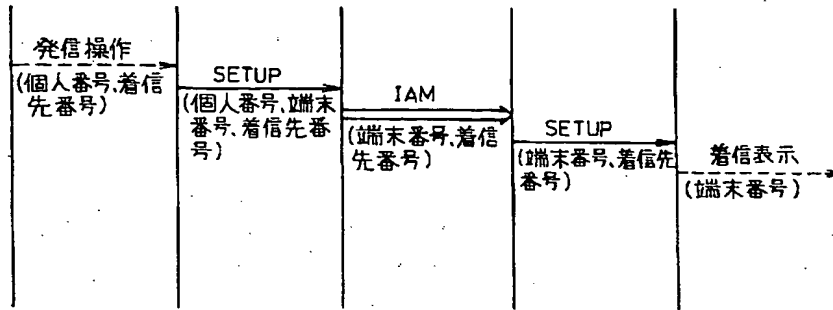 発信操作
(個人番号、着信
先番号)
SETUP
(個人番号、端末
番号、着信先番
号)
IAM
(端末番号、着信
先番号)
SETUP
(端末番号、着信先
番号)
着信表示
(端末番号)